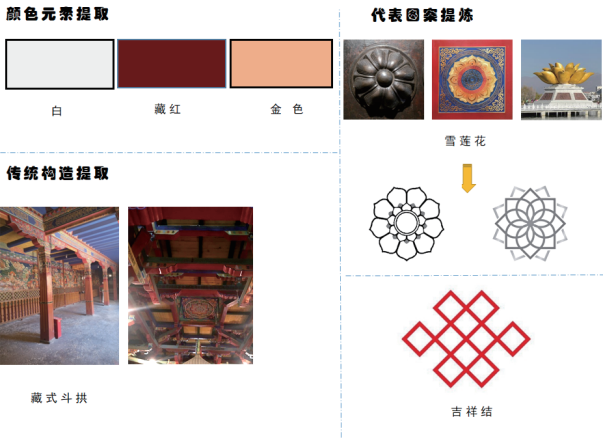 颜色元素提取
白
藏红
金 色
传统构造提取
藏式斗拱
代表图案提炼
雪莲花
吉祥结